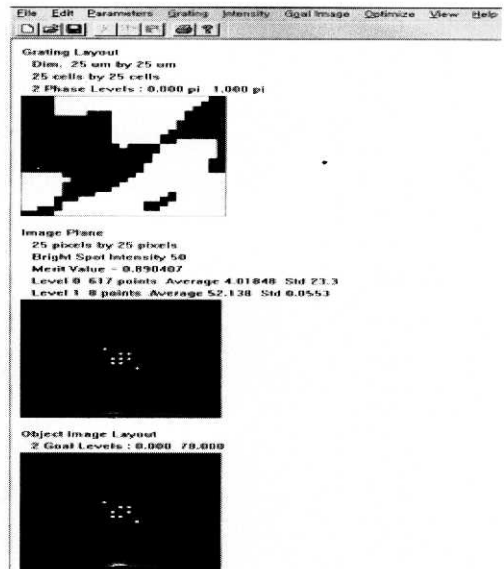 File Edit Parameters Grating Intensity Goal Image Optimize View Help
Grating Layout
Dim. 25 um by 25 um
25 cells by 25 cells
2 Phase Levels : 0.000 pi 1.000 pi
Image Plane
25 pixels by 25 pixels
Bright Spot Intensity 50
Merit Value - 0.890407
Level 0 617 points Average 4.01848 Std 23.3
Level 1 8 points Average 52.138 Std 0.0553
Object Image Layout
2 Goal Levels : 0.000 78.000